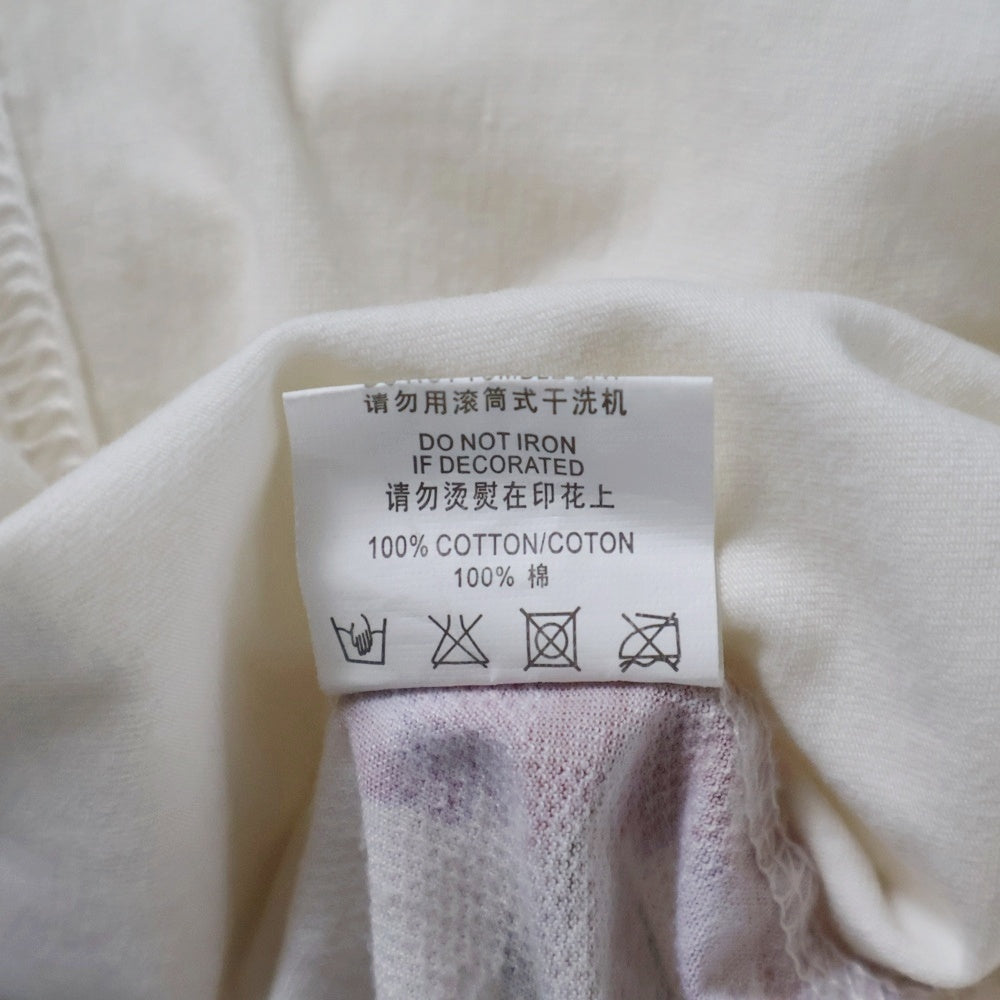 请勿用滚筒式干洗机
DO NOT IRON
IF DECORATED
请勿烫熨在印花上
100% COTTON/COTON
100% 棉